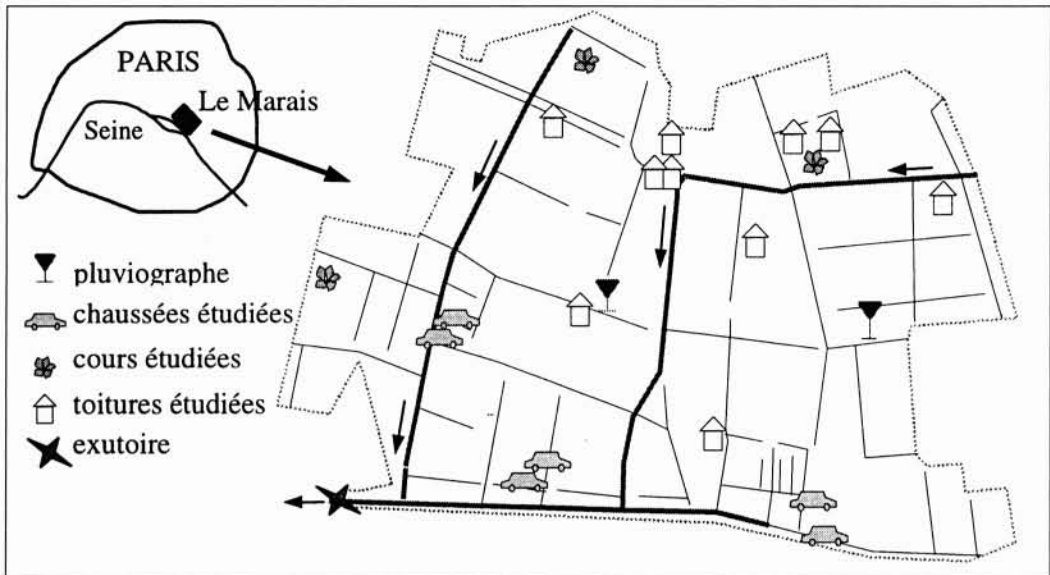 PARIS
Le Marais
Seine
pluviographe
chaussées étudiées
cours étudiées
toitures étudiées
exutoire